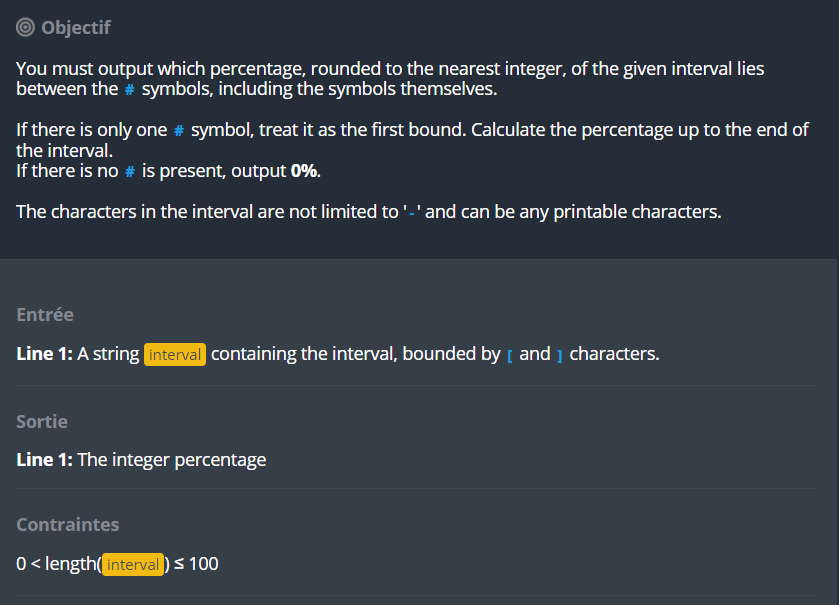 Objectif
You must output which percentage, rounded to the nearest integer, of the given interval lies
between the # symbols, including the symbols themselves.
If there is only one # symbol, treat it as the first bound. Calculate the percentage up to the end of
the interval.
If there is no # is present, output 0%.
The characters in the interval are not limited to '-' and can be any printable characters.
Entrée
Line 1: A string interval containing the interval, bounded by [ and ] characters.
Sortie
Line 1: The integer percentage
Contraintes
0 < length(interval) ≤ 100